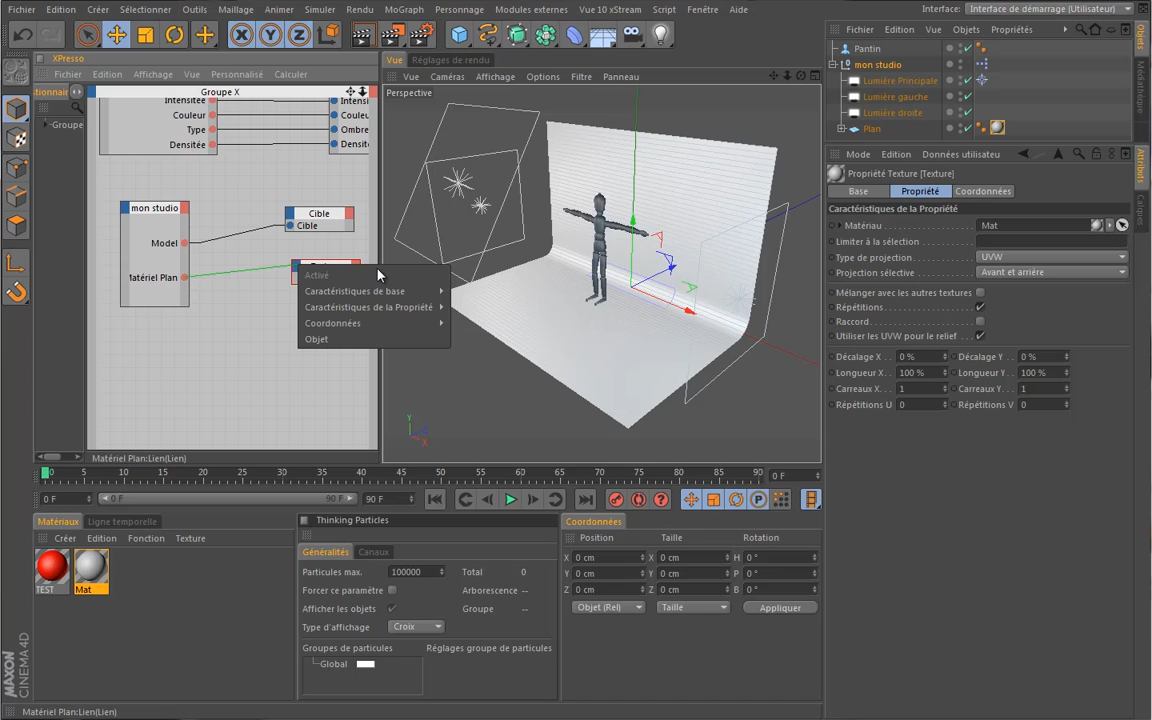 Fichier Edition Créer Sélectionner Outils Maillage Animer Simuler Rendu MoGraph Personnage Modules externes Vue 10 xStream Script Fenêtre Aide
Interface: Interface de démarrage (Utilisateur)
XPresso
Fichier Edition Affichage Vue Personnalisé Calculer
Groupe X
Groupe
Intensitée
Couleur
Type
Densitée
Intensi
Couleu
Ombre
Densité
mon studio
Model
atériel Plan
Cible
Cible
Activé
Caractéristiques de base
Caractéristiques de la Propriété
Coordonnées
Objet
Matériel Plan:Lien(Lien)
Vue Réglages de rendu
Vue Caméras Affichage Options Filtre Panneau
Perspective
Y
X
Fichier Edition Vue Objets Propriétés
Pantin
mon studio
Lumière Principale
Lumière gauche
Lumière droite
Plan
Objets
Médiathèque
Attributs
Calques
Mode Edition Données utilisateur
Propriété Texture [Texture]
Base Propriété Coordonnées
Caractéristiques de la Propriété
Matériau Mat
Limiter à la sélection
Type de projection UVW
Projection sélective Avant et arrière
Mélanger avec les autres textures
Répétitions
Raccord
Utiliser les UVW pour le relief
Décalage X 0 % Décalage Y 0 %
Longueur X 100 % Longueur Y 100 %
Carreaux X 1 Carreaux Y 1
Répétitions U 0 Répétitions V 0
0 5 10 15 20 25 30 35 40 45 50 55 60 65 70 75 80 85 90 0 F
0 F 0 F 90 F 90 F
Matériaux Ligne temporelle
Créer Edition Fonction Texture
TEST Mat
Thinking Particles
Généralités Canaux
Particules max. 100000 Total 0
Forcer ce paramètre Arborescence --
Afficher les objets Groupe --
Type d'affichage Croix
Groupes de particules Réglages groupe de particules
Global
Coordonnées
Position Taille Rotation
X 0 cm X 0 cm H 0 °
Y 0 cm Y 0 cm P 0 °
Z 0 cm Z 0 cm B 0 °
Objet (Rel) Taille Appliquer
MAXON
CINEMA 4D
Matériel Plan:Lien(Lien)